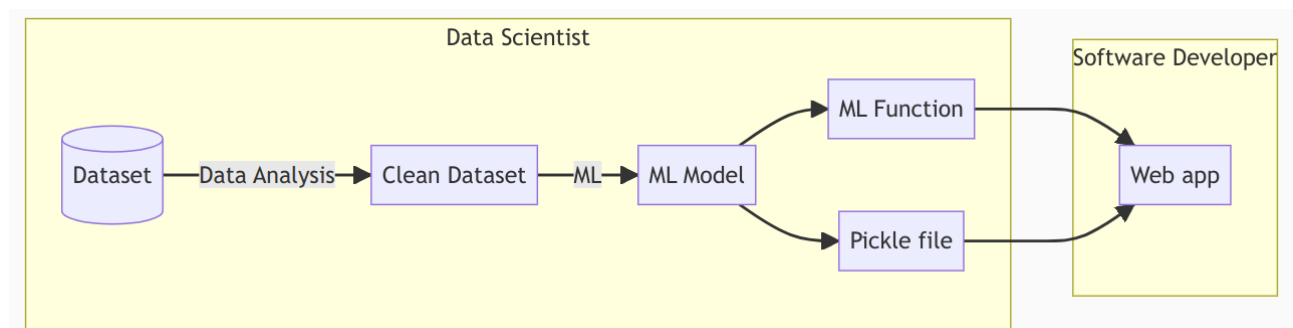 Data Scientist
Software Developer
Dataset
Data Analysis
Clean Dataset
ML
ML Model
ML Function
Pickle file
Web app